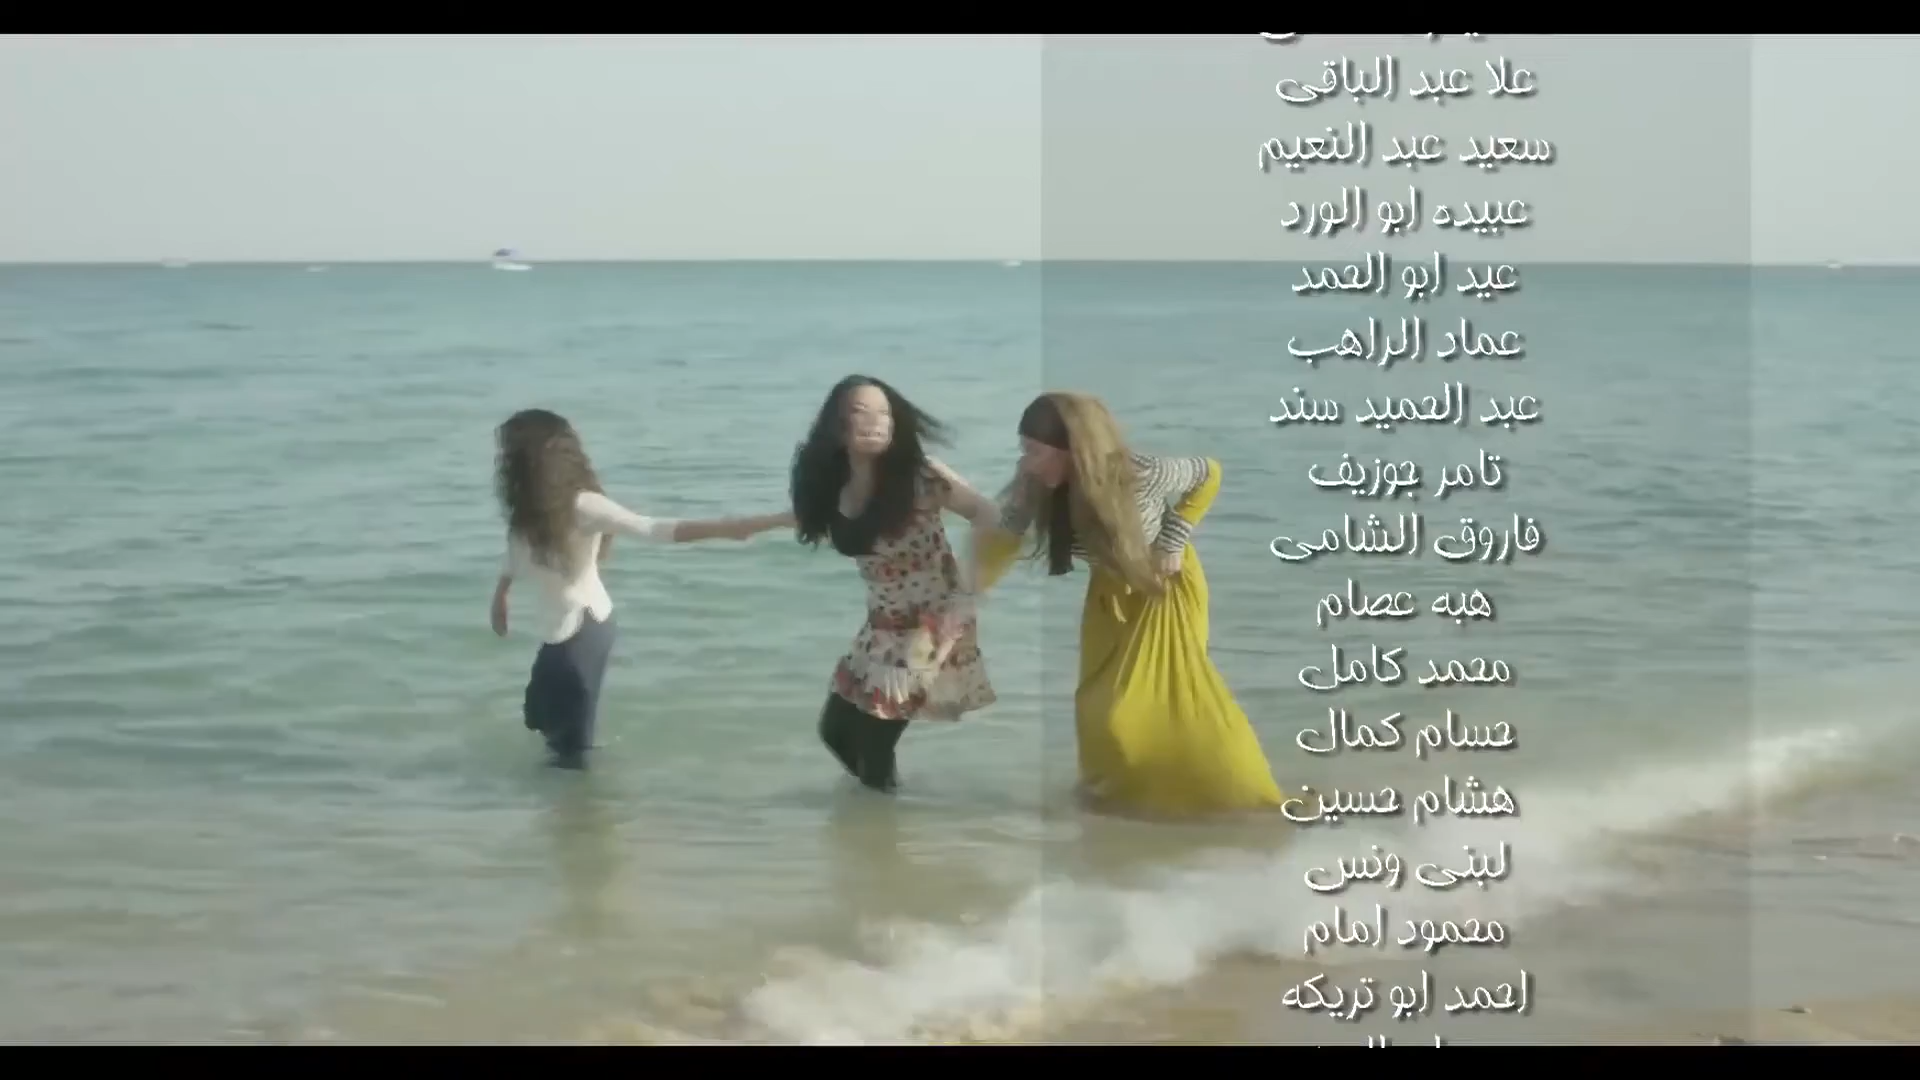 علا عبد الباقى
سعيد عبد النعيم
عبيده ابو الورد
عيد ابو الحمد
عماد الراهب
عبد الحميد سند
تامر جوزيف
فاروق الشامى
هبه عصام
محمد كامل
حسام كمال
هشام حسين
لبنى ونس
محمود امام
احمد ابو تريكه